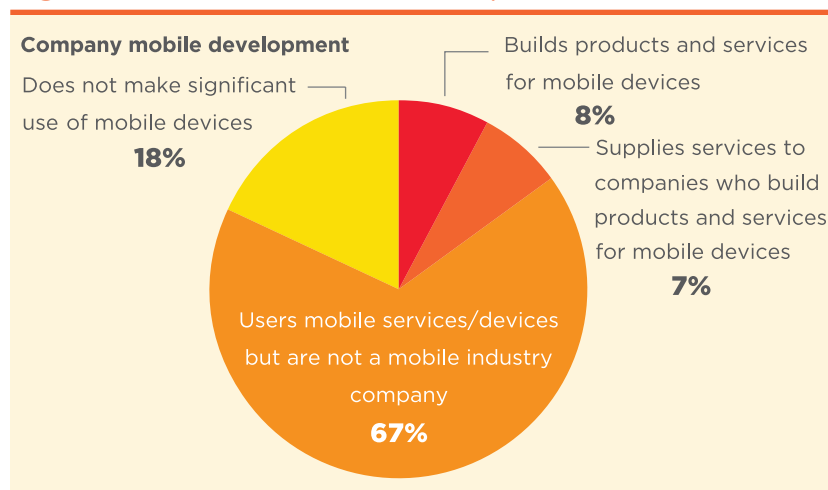 Company mobile development
Does not make significant
use of mobile devices
18%
Builds products and services
for mobile devices
8%
Supplies services to
companies who build
products and services
for mobile devices
7%
Users mobile services/devices
but are not a mobile industry
company
67%